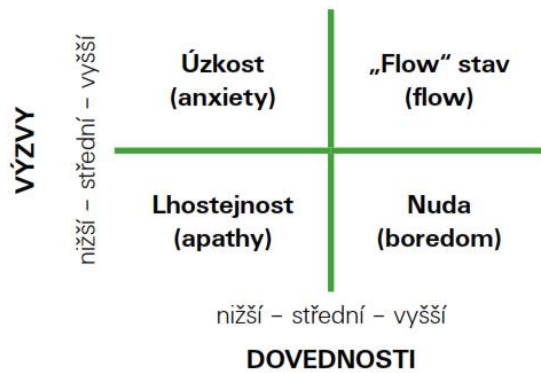 Úzkost
(anxiety)
„Flow“ stav
(flow)
VÝZVY
nižší – střední – vyšší
Lhostejnost
(apathy)
Nuda
(boredom)
nižší – střední – vyšší
DOVEDNOSTI